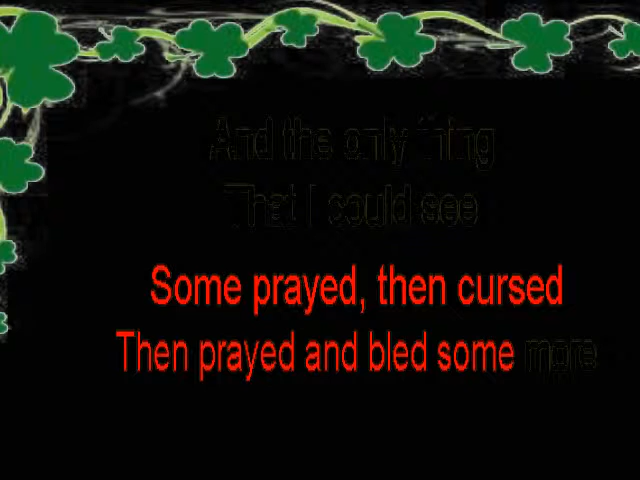 And the only thing
That I could see
Some prayed, then cursed
Then prayed and bled some more